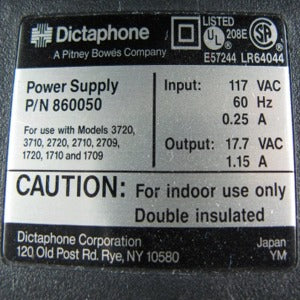 Dictaphone
A Pitney Bowes Company
LISTED
UL 208E
E57244 LR64044
Power Supply
P/N 860050
For use with Models 3720,
3710, 2720, 2710, 2709,
1720, 1710 and 1709
Input: 117 VAC
60 Hz
0.25 A
Output: 17.7 VAC
1.15 A
CAUTION: For indoor use only
Double insulated
Dictaphone Corporation
120 Old Post Rd. Rye, NY 10580
Japan
YM